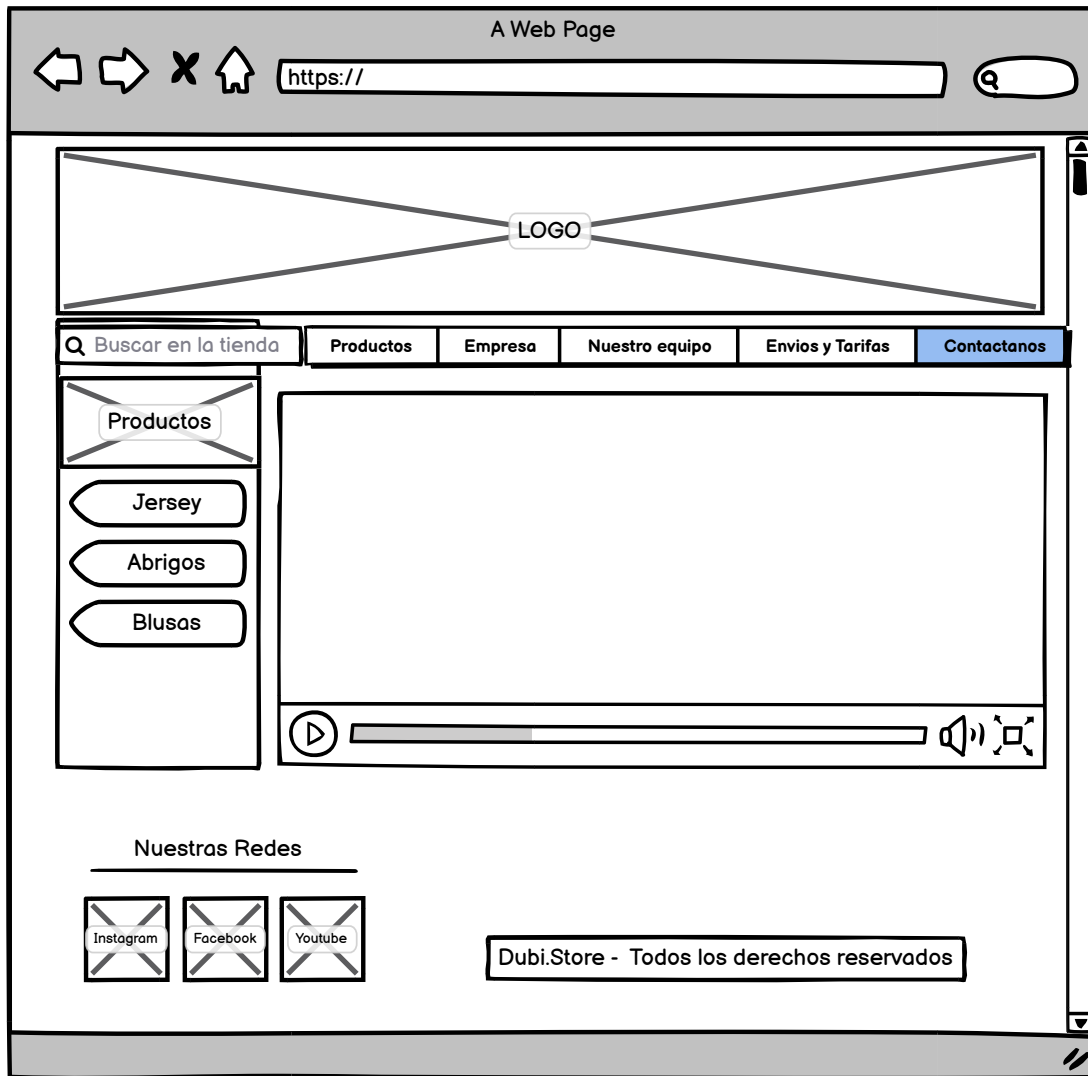 A Web Page
https://
LOGO
Buscar en la tienda
Productos
Empresa
Nuestro equipo
Envios y Tarifas
Contactanos
Productos
Jersey
Abrigos
Blusas
Nuestras Redes
Instagram
Facebook
Youtube
Dubi.Store - Todos los derechos reservados